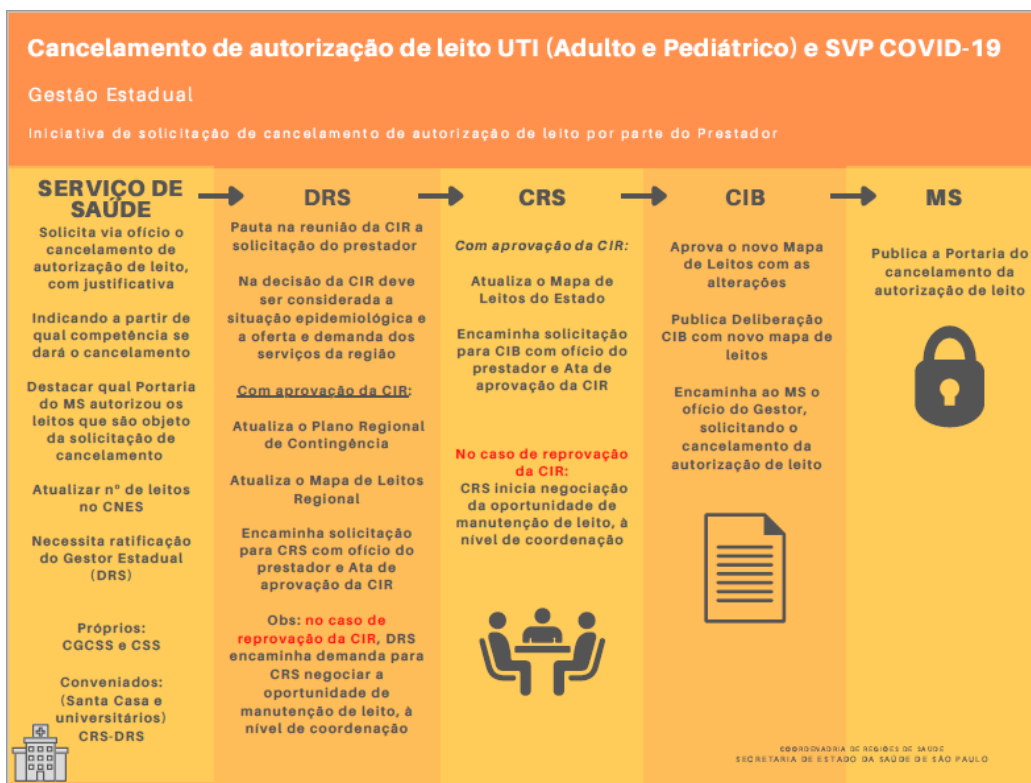 Cancelamento de autorização de leito UTI (Adulto e Pediátrico) e SVP COVID-19
Gestão Estadual
Iniciativa de solicitação de cancelamento de autorização de leito por parte do Prestador
SERVIÇO DE
SAÚDE
Solicita via ofício o
cancelamento de
autorização de leito,
com justificativa
Indicando a partir de
qual competência se
dará o cancelamento
Destacar qual Portaria
do MS autorizou os
leitos que são objeto
da solicitação de
cancelamento
Atualizar nº de leitos
no CNES
Necessita ratificação
do Gestor Estadual
(DRS)
Próprios:
CGCSS e CSS
Conveniados:
(Santa Casa e
universitários)
CRS-DRS
DRS
Pauta na reunião da CIR a
solicitação do prestador
Na decisão da CIR deve
ser considerada a
situação epidemiológica e
a oferta e demanda dos
serviços da região
Com aprovação da CIR:
Atualiza o Plano Regional
de Contingência
Atualiza o Mapa de Leitos
Regional
Encaminha solicitação
para CRS com ofício do
prestador e Ata de
aprovação da CIR
Obs: no caso de
reprovação da CIR, DRS
encaminha demanda para
CRS negociar a
oportunidade de
manutenção de leito, à
nível de coordenação
CRS
Com aprovação da CIR:
Atualiza o Mapa de
Leitos do Estado
Encaminha solicitação
para CIB com ofício do
prestador e Ata de
aprovação da CIR
No caso de reprovação
da CIR:
CRS inicia negociação
da oportunidade de
manutenção de leito, à
nível de coordenação
CIB
Aprova o novo Mapa
de Leitos com as
alterações
Publica Deliberação
CIB com novo mapa de
leitos
Encaminha ao MS o
ofício do Gestor,
solicitando o
cancelamento da
autorização de leito
MS
Publica a Portaria do
cancelamento da
autorização de leito
COORDENADRIA DE REGIÕES DE SAÚDE
SECRETARIA DE ESTADO DA SAÚDE DE SÃO PAULO